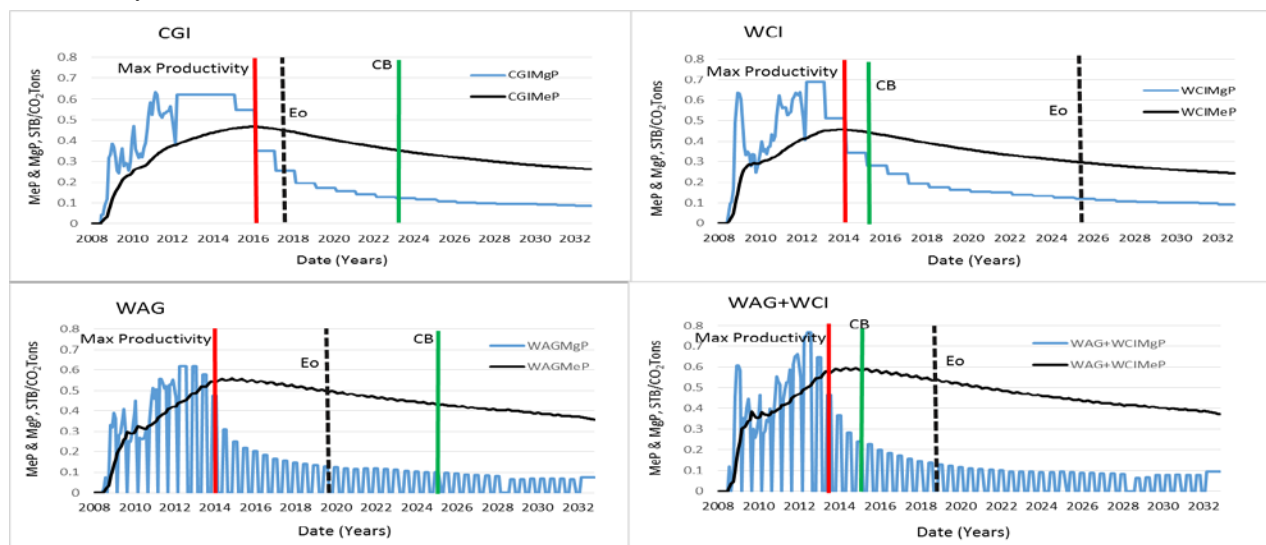 CGI
MeP & MgP, STB/CO2Tons
0.8
0.7
0.6
0.5
0.4
0.3
0.2
0.1
0
Max Productivity
Eo
CB
CGIMgP
CGIMeP
2008 2010 2012 2014 2016 2018 2020 2022 2024 2026 2028 2030 2032
Date (Years)
WCI
MeP & MgP, STB/CO2Tons
0.8
0.7
0.6
0.5
0.4
0.3
0.2
0.1
0
Max Productivity
CB
Eo
WCIMgP
WCIMeP
2008 2010 2012 2014 2016 2018 2020 2022 2024 2026 2028 2030 2032
Date (Years)
WAG
MeP & MgP, STB/CO2Tons
0.8
0.7
0.6
0.5
0.4
0.3
0.2
0.1
0
Max Productivity
Eo
CB
WAGMgP
WAGMeP
2008 2010 2012 2014 2016 2018 2020 2022 2024 2026 2028 2030 2032
Date (Years)
WAG+WCI
MeP & MgP, STB/CO2Tons
0.8
0.7
0.6
0.5
0.4
0.3
0.2
0.1
0
Max Productivity
CB
Eo
WAG+WCIMgP
WAG+WCIMeP
2008 2010 2012 2014 2016 2018 2020 2022 2024 2026 2028 2030 2032
Date (Years)